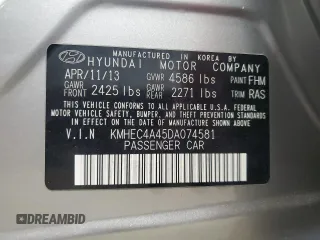 MANUFACTURED IN KOREA BY
HYUNDAI MOTOR COMPANY
APR/11/13 GVWR 4586 lbs PAINT FHM
GAWR FRONT 2425 lbs GAWR REAR 2271 lbs TRIM RAS
THIS VEHICLE CONFORMS TO ALL APPLICABLE
FEDERAL MOTOR VEHICLE SAFETY, BUMPER, AND
THEFT PREVENTION STANDARDS IN EFFECT ON
THE DATE OF MANUFACTURE SHOWN ABOVE.
V.I.N KMHEC4A45DA074581
PASSENGER CAR
© DREAMBID